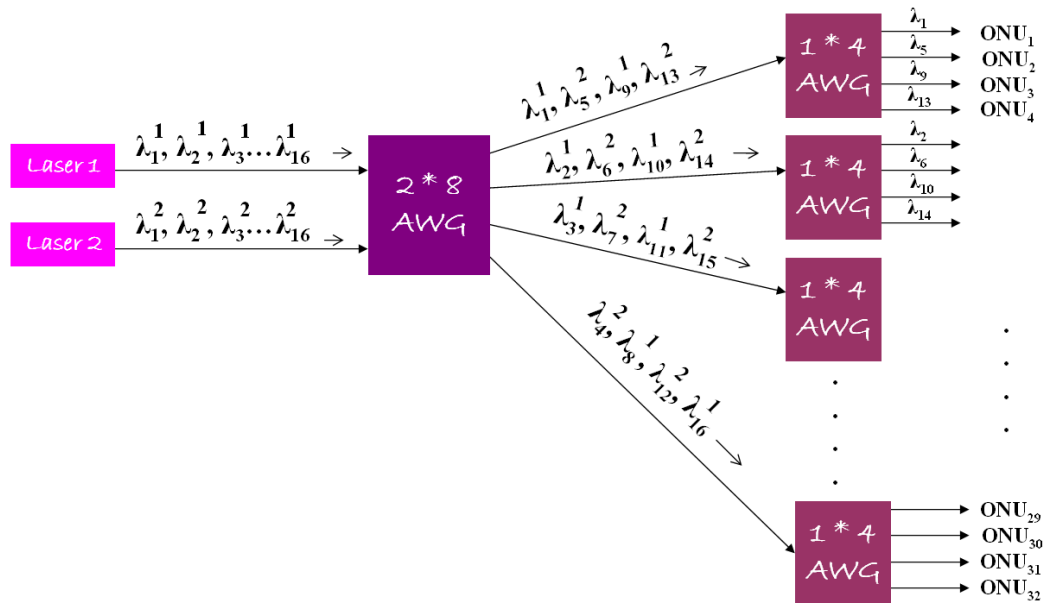 Laser 1
λ₁¹, λ₂¹, λ₃¹...λ₁₆¹
Laser 2
λ₁², λ₂², λ₃²...λ₁₆²
2 * 8
AWG
λ₁¹, λ₅², λ₉¹, λ₁₃²
λ₂¹, λ₆², λ₁₀¹, λ₁₄²
λ₃¹, λ₇², λ₁₁¹, λ₁₅²
λ₄², λ₈¹, λ₁₂², λ₁₆¹
1 * 4
AWG
λ₁
λ₅
λ₉
λ₁₃
ONU₁
ONU₂
ONU₃
ONU₄
1 * 4
AWG
λ₂
λ₆
λ₁₀
λ₁₄
1 * 4
AWG
1 * 4
AWG
ONU₂₉
ONU₃₀
ONU₃₁
ONU₃₂